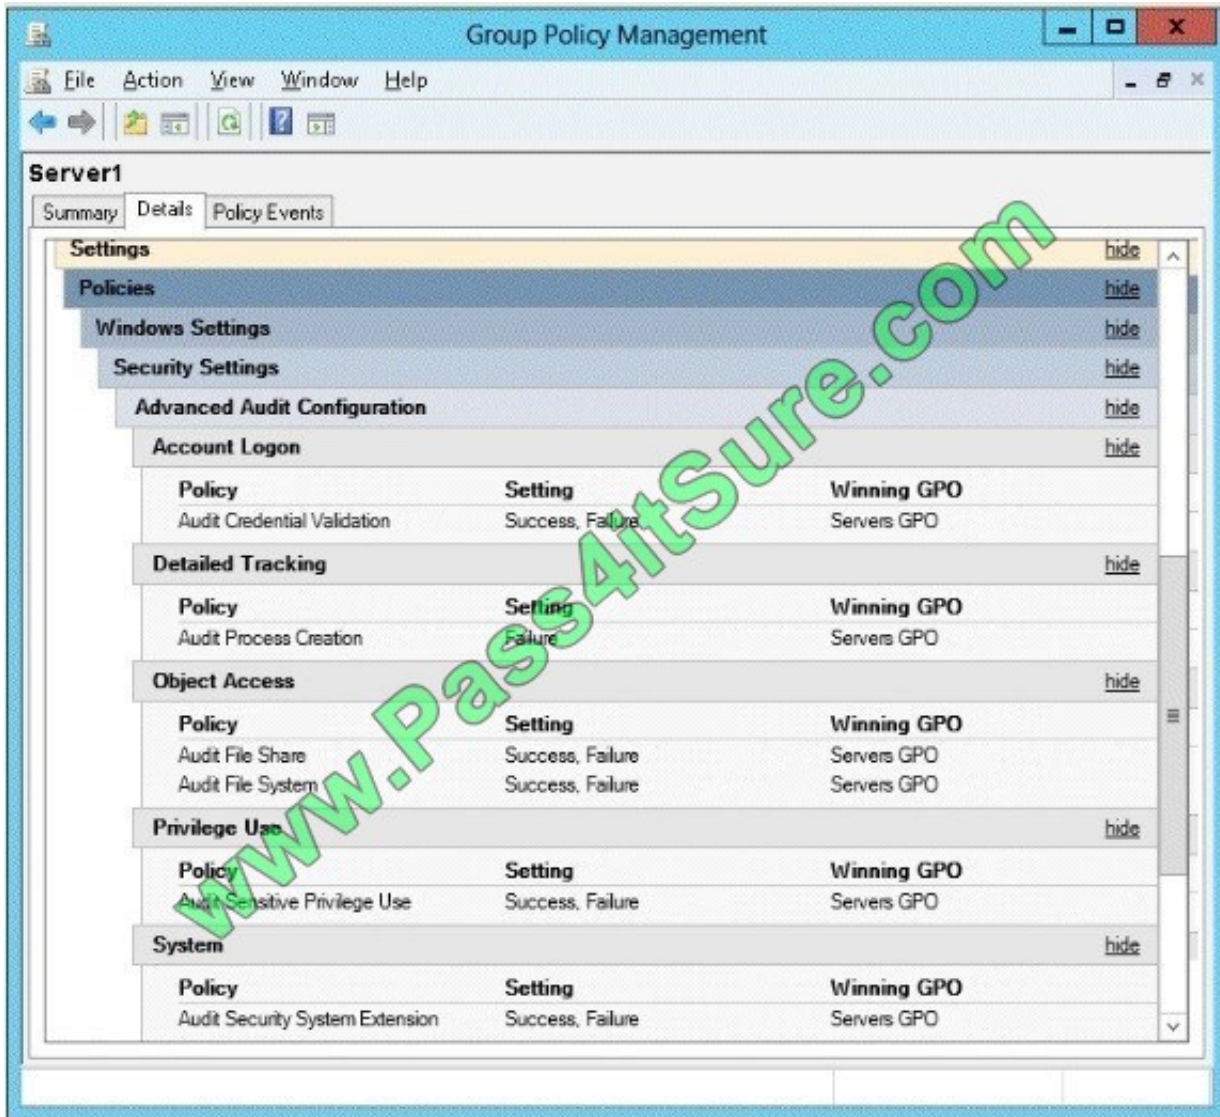 Group Policy Management
File Action View Window Help
Server1
Summary Details Policy Events
Settings hide
Policies hide
Windows Settings hide
Security Settings hide
Advanced Audit Configuration hide
Account Logon hide
Policy Setting Winning GPO
Audit Credential Validation Success, Failure Servers GPO
Detailed Tracking hide
Policy Setting Winning GPO
Audit Process Creation Failure Servers GPO
Object Access hide
Policy Setting Winning GPO
Audit File Share Success, Failure Servers GPO
Audit File System Success, Failure Servers GPO
Privilege Use hide
Policy Setting Winning GPO
Audit Sensitive Privilege Use Success, Failure Servers GPO
System hide
Policy Setting Winning GPO
Audit Security System Extension Success, Failure Servers GPO
www.Pass4itSure.com